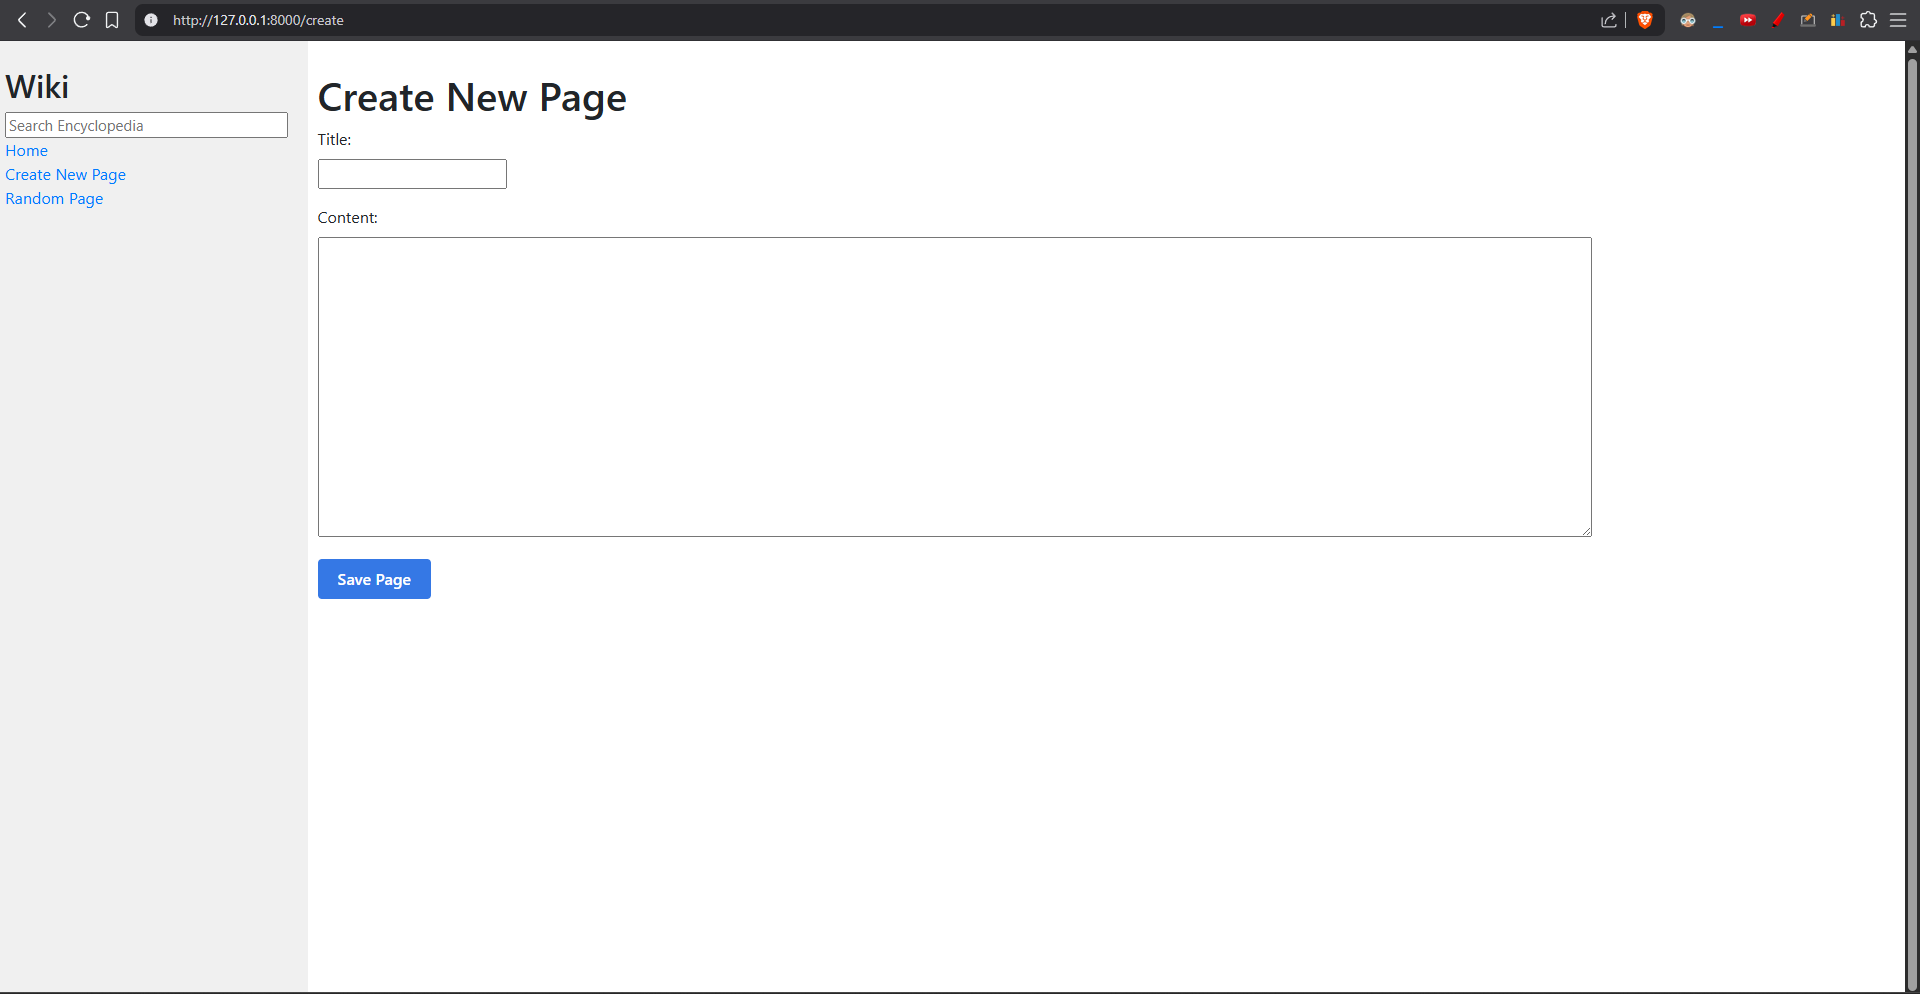 http://127.0.0.1:8000/create
Wiki
Search Encyclopedia
Home
Create New Page
Random Page
Create New Page
Title:
Content:
Save Page